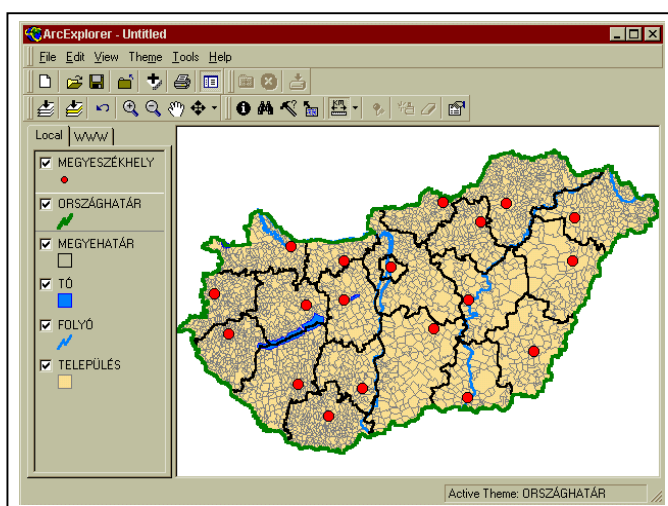 ArcExplorer - Untitled
File Edit View Theme Tools Help
Local WWW
MEGYESZÉKHELY
ORSZÁGHATÁR
MEGYEHATÁR
TÓ
FOLYÓ
TELEPÜLÉS
Active Theme: ORSZÁGHATÁR